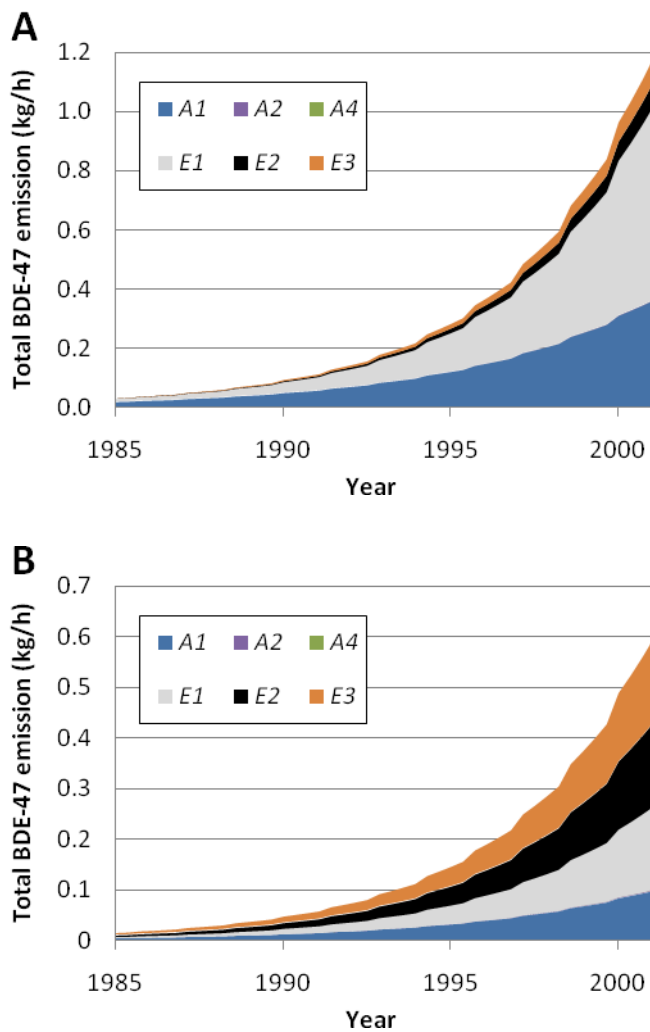 A
Total BDE-47 emission (kg/h)
1.2
1.0
0.8
0.6
0.4
0.2
0.0
A1 A2 A4
E1 E2 E3
1985 1990 1995 2000
Year
B
Total BDE-47 emission (kg/h)
0.7
0.6
0.5
0.4
0.3
0.2
0.1
0
A1 A2 A4
E1 E2 E3
1985 1990 1995 2000
Year